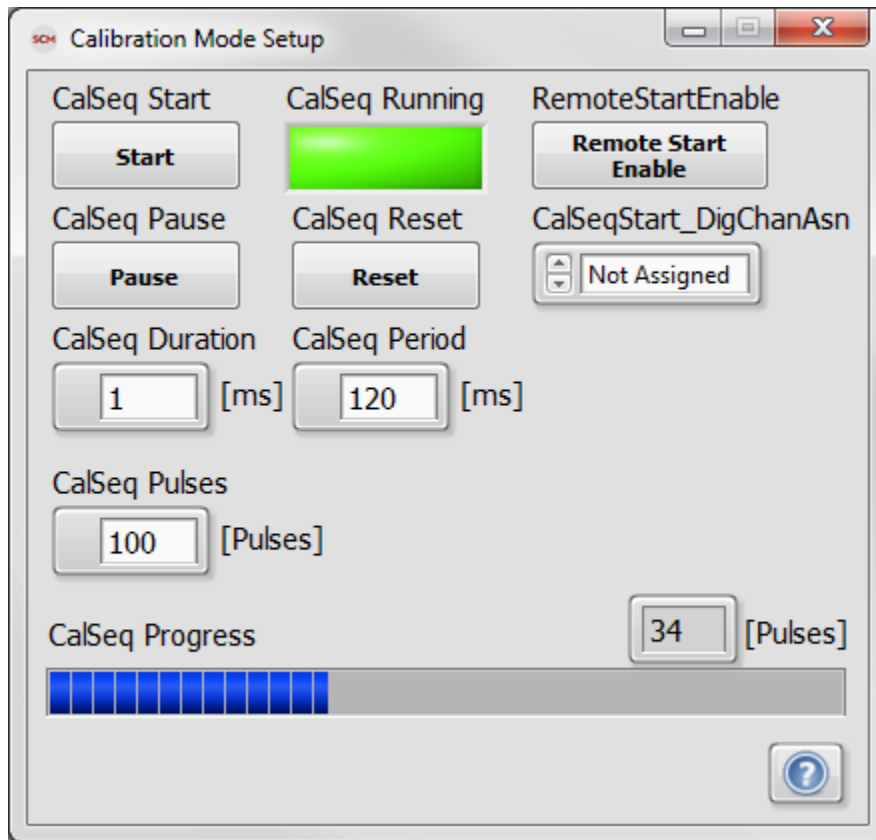 SCM Calibration Mode Setup
CalSeq Start CalSeq Running RemoteStartEnable
Start Remote Start
Enable
CalSeq Pause CalSeq Reset CalSeqStart_DigChanAsn
Pause Reset Not Assigned
CalSeq Duration CalSeq Period
1 [ms] 120 [ms]
CalSeq Pulses
100 [Pulses]
CalSeq Progress 34 [Pulses]
?